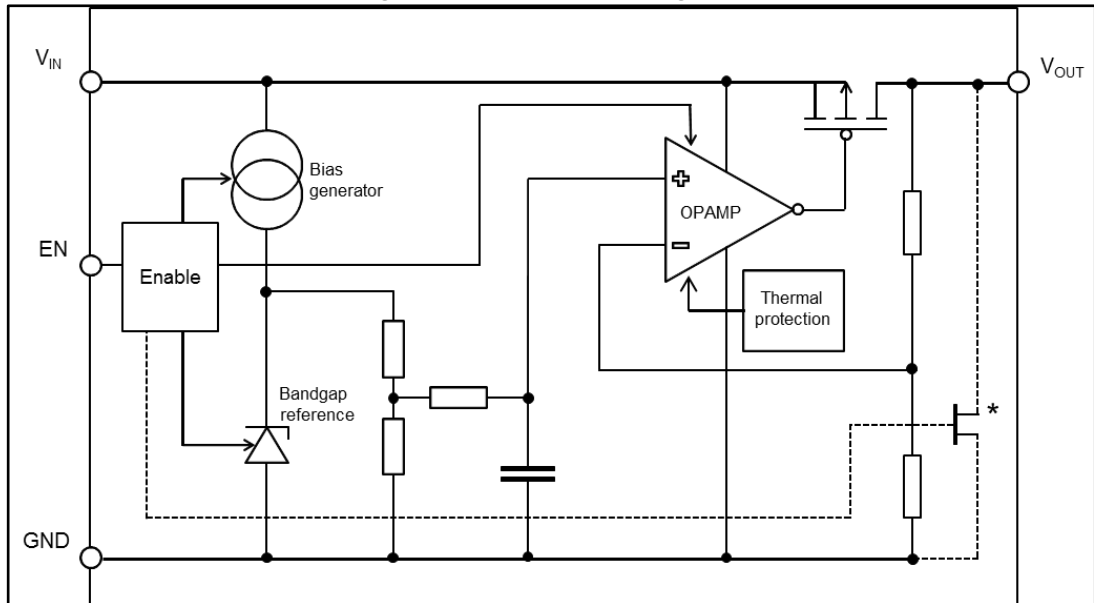 V_IN
V_OUT
Bias
generator
OPAMP
EN
Enable
Thermal
protection
Bandgap
reference
*
GND